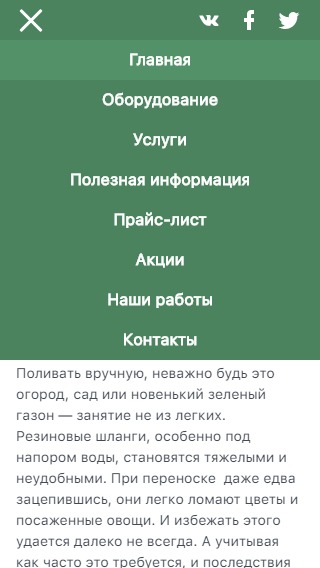 Главная
Оборудование
Услуги
Полезная информация
Прайс-лист
Акции
Наши работы
Контакты
Поливать вручную, неважно будь это
огород, сад или новенький зеленый
газон — занятие не из легких.
Резиновые шланги, особенно под
напором воды, становятся тяжелыми и
неудобными. При переноске  даже едва
зацепившись, они легко ломают цветы и
посаженные овощи. И избежать этого
удается далеко не всегда. А учитывая
как часто это требуется, и последствия